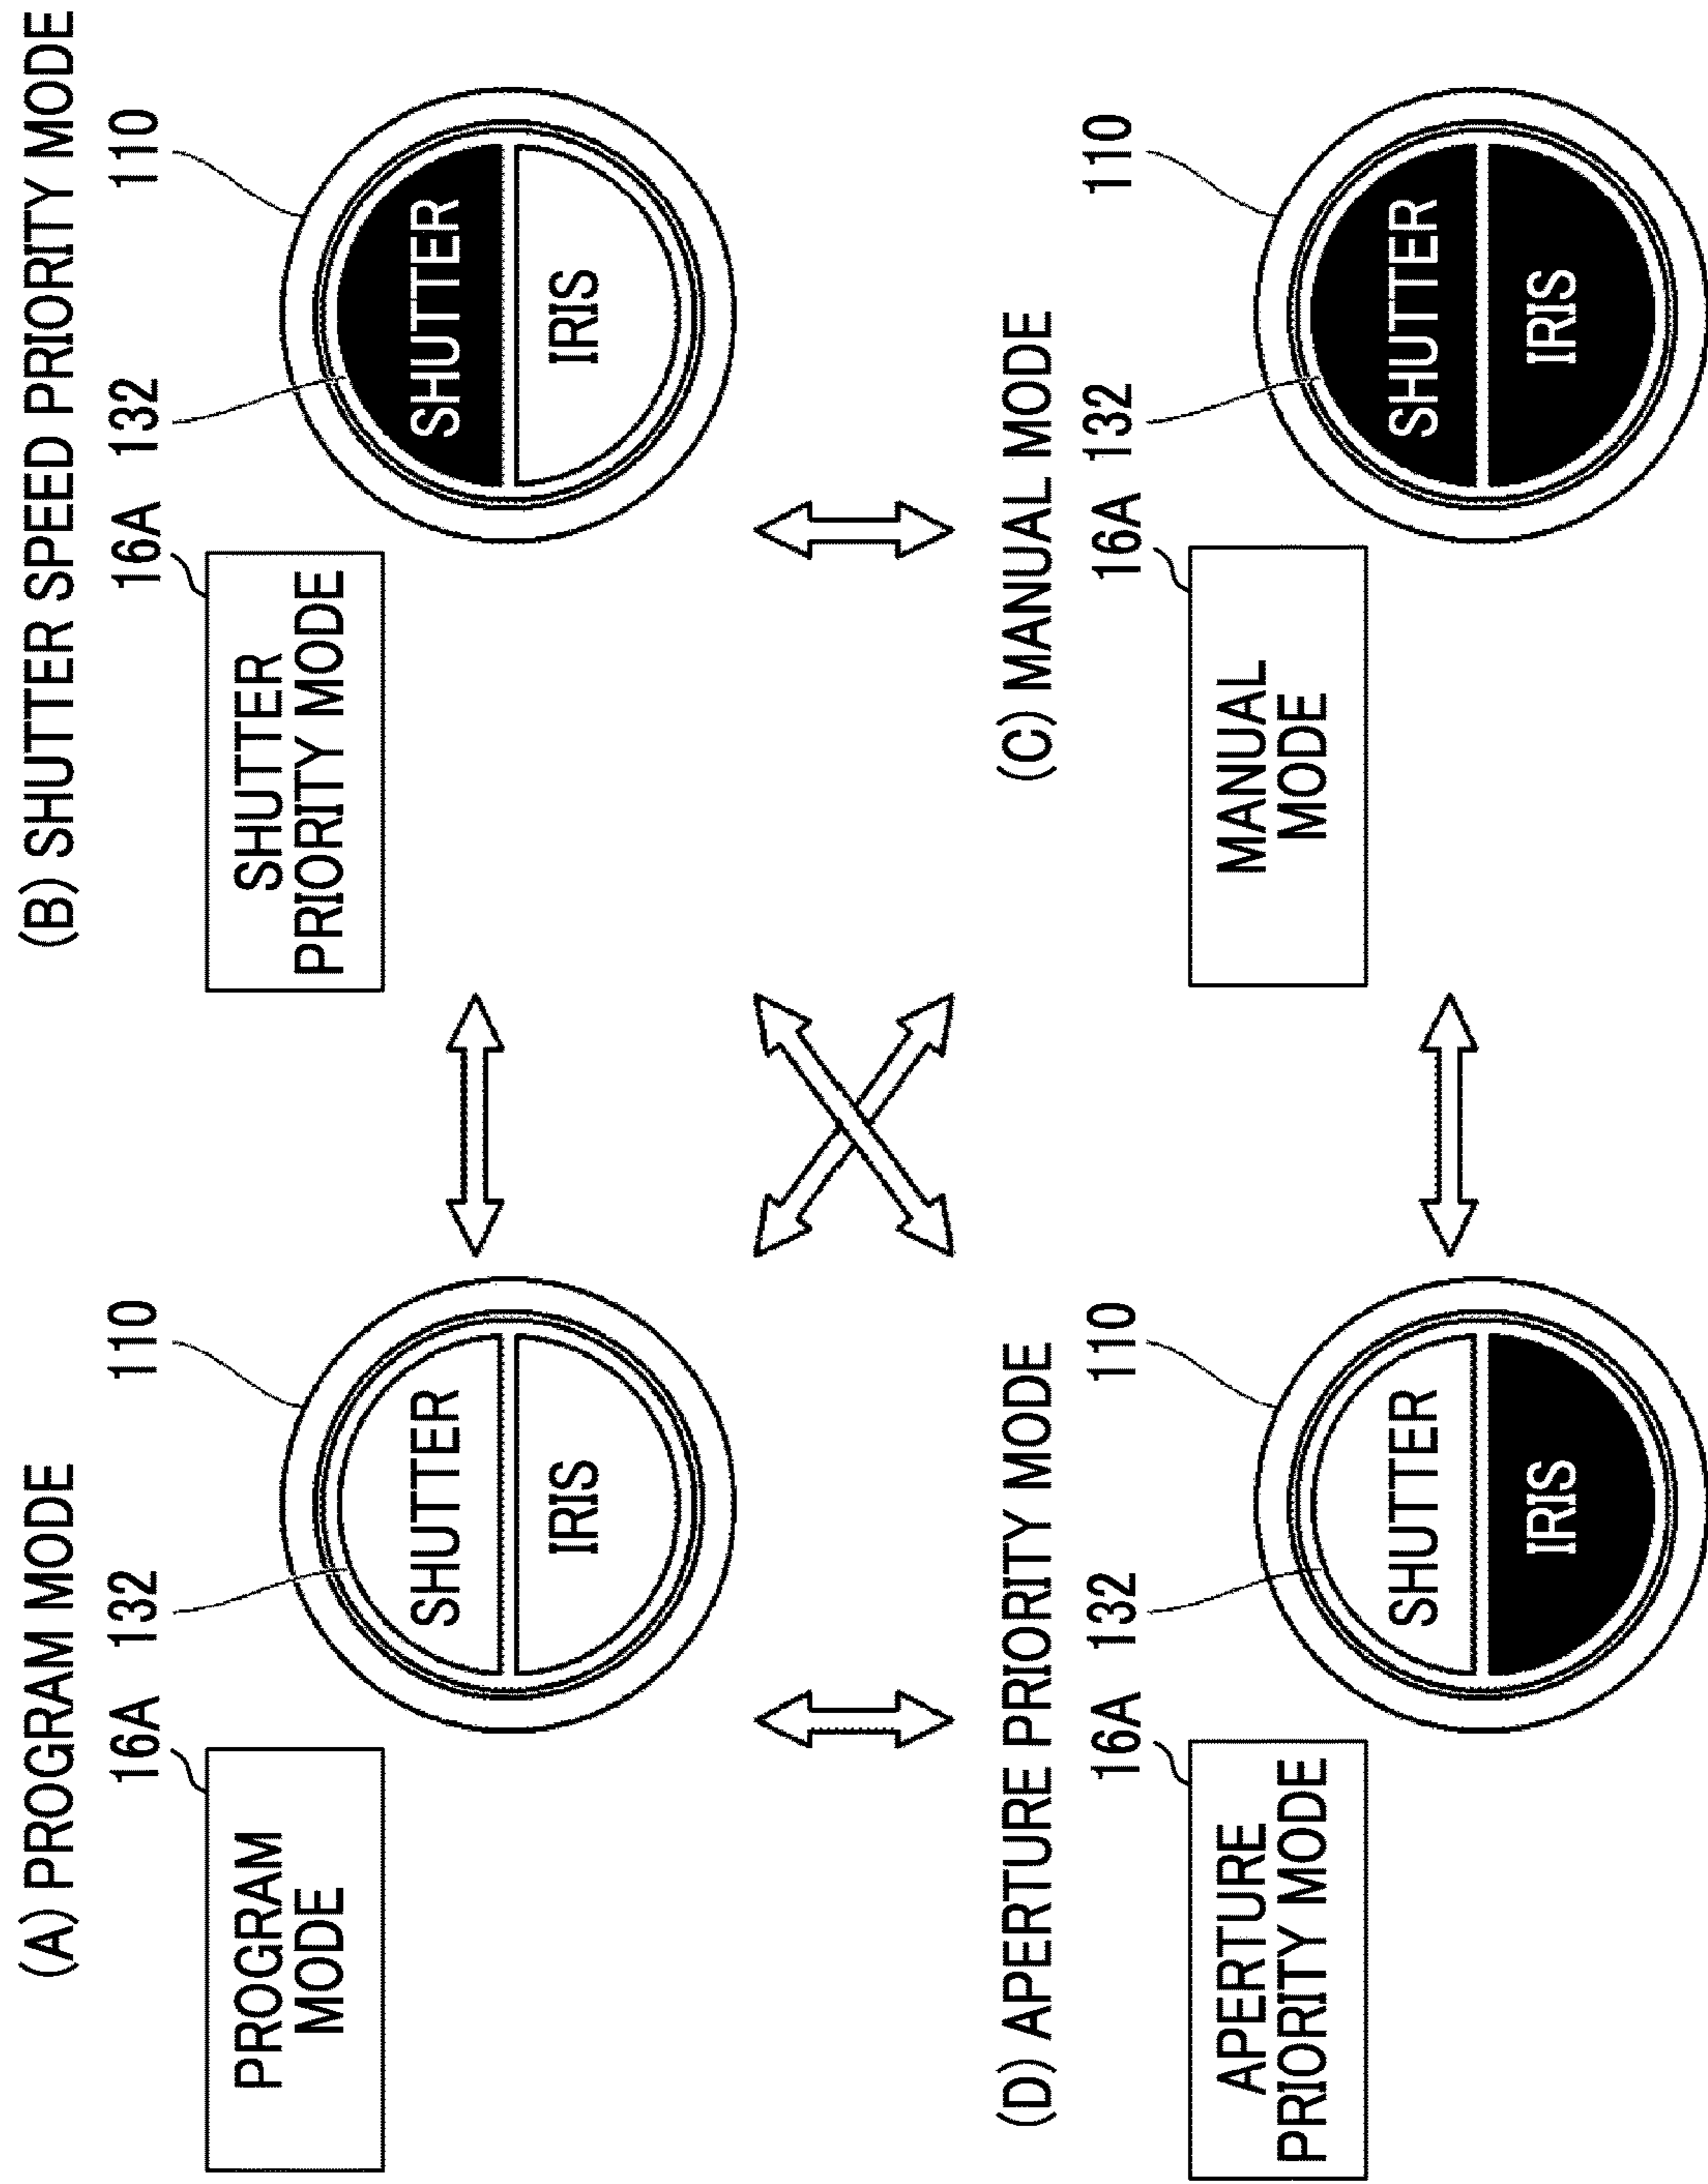 (A) PROGRAM MODE
16A 132 110
PROGRAM
MODE
SHUTTER
IRIS
(B) SHUTTER SPEED PRIORITY MODE
16A 132 110
SHUTTER
PRIORITY MODE
SHUTTER
IRIS
(D) APERTURE PRIORITY MODE
16A 132 110
APERTURE
PRIORITY MODE
SHUTTER
IRIS
(C) MANUAL MODE
16A 132 110
MANUAL
MODE
SHUTTER
IRIS